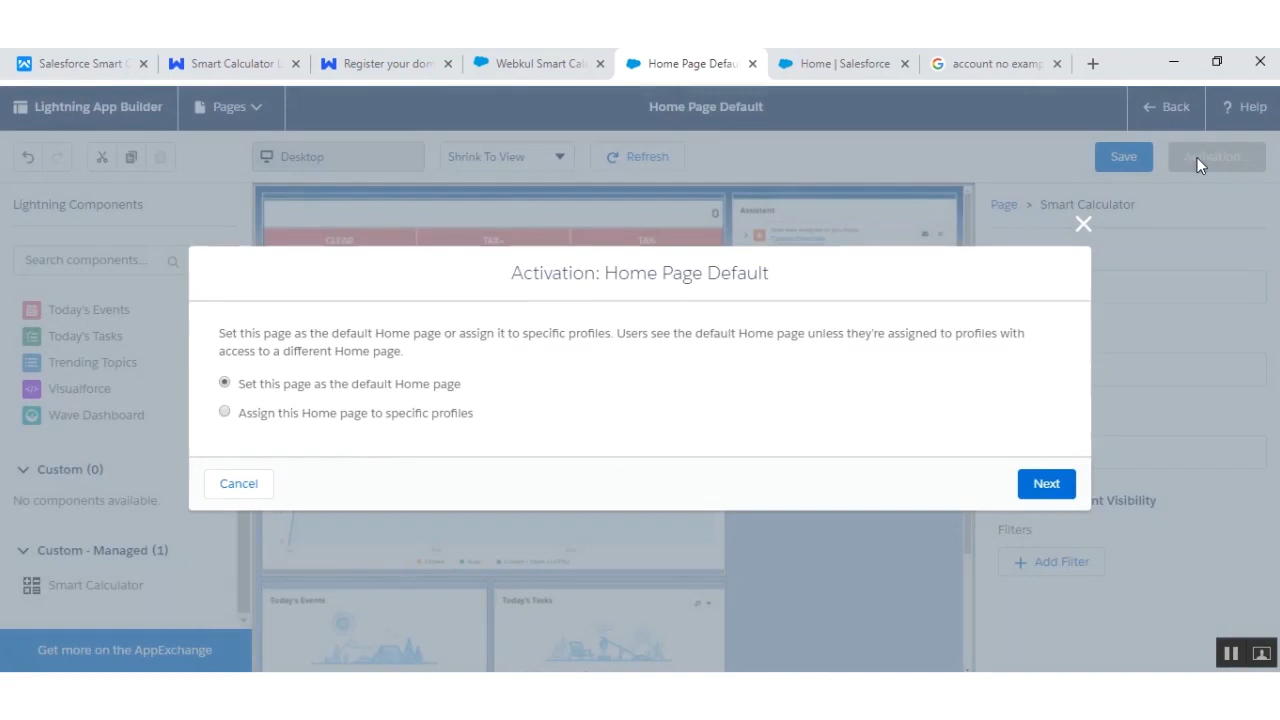 Salesforce Smart C
Smart Calculator L
Register your dom
Webkul Smart Calc
Home Page Defau
Home | Salesforce
account no examp
Lightning App Builder
Pages
Home Page Default
Back
? Help
Desktop
Shrink To View
Refresh
Save
Activation...
Lightning Components
Page > Smart Calculator
0
Assistant
CLEAR
TAX+
TAX-
Search components...
Activation: Home Page Default
Set this page as the default Home page or assign it to specific profiles. Users see the default Home page unless they're assigned to profiles with
access to a different Home page.
Set this page as the default Home page
Assign this Home page to specific profiles
Cancel
Next
Today's Events
Today's Tasks
Trending Topics
Visualforce
Wave Dashboard
Custom (0)
No components available.
nt Visibility
Filters
Add Filter
Custom - Managed (1)
Smart Calculator
Today's Events
Today's Tasks
Get more on the AppExchange